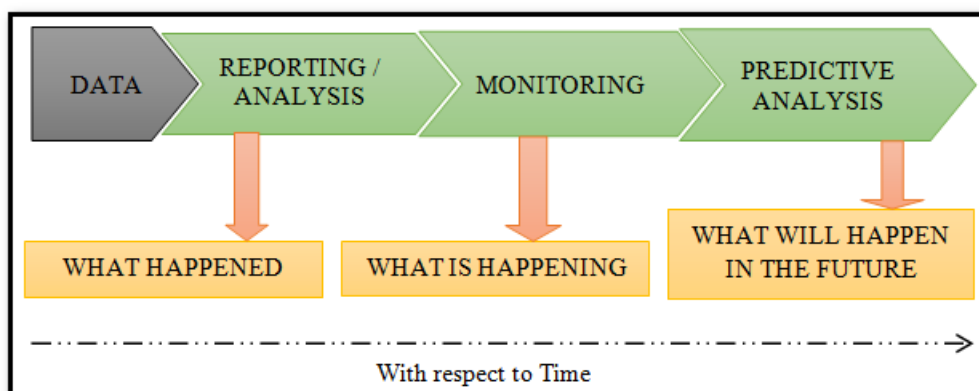 DATA
REPORTING /
ANALYSIS
MONITORING
PREDICTIVE
ANALYSIS
WHAT HAPPENED
WHAT IS HAPPENING
WHAT WILL HAPPEN
IN THE FUTURE
With respect to Time